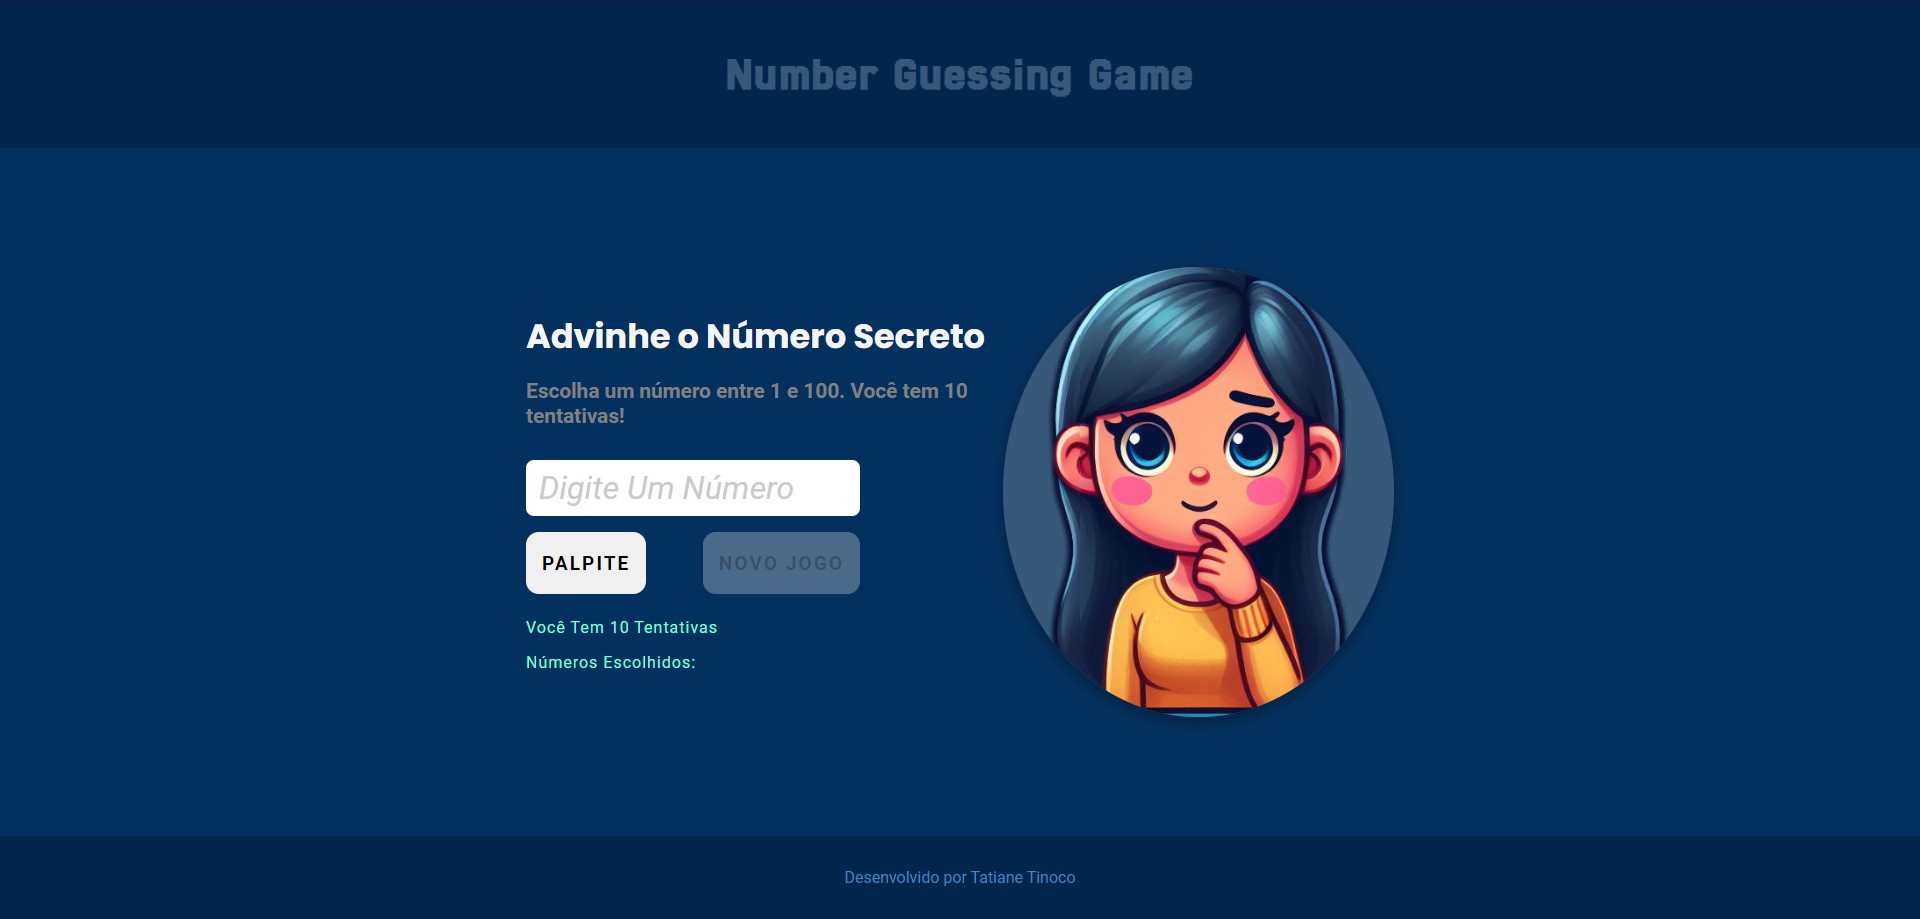 Number Guessing Game
Advinhe o Número Secreto
Escolha um número entre 1 e 100. Você tem 10
tentativas!
Digite Um Número
PALPITE
NOVO JOGO
Você Tem 10 Tentativas
Números Escolhidos:
Desenvolvido por Tatiane Tinoco